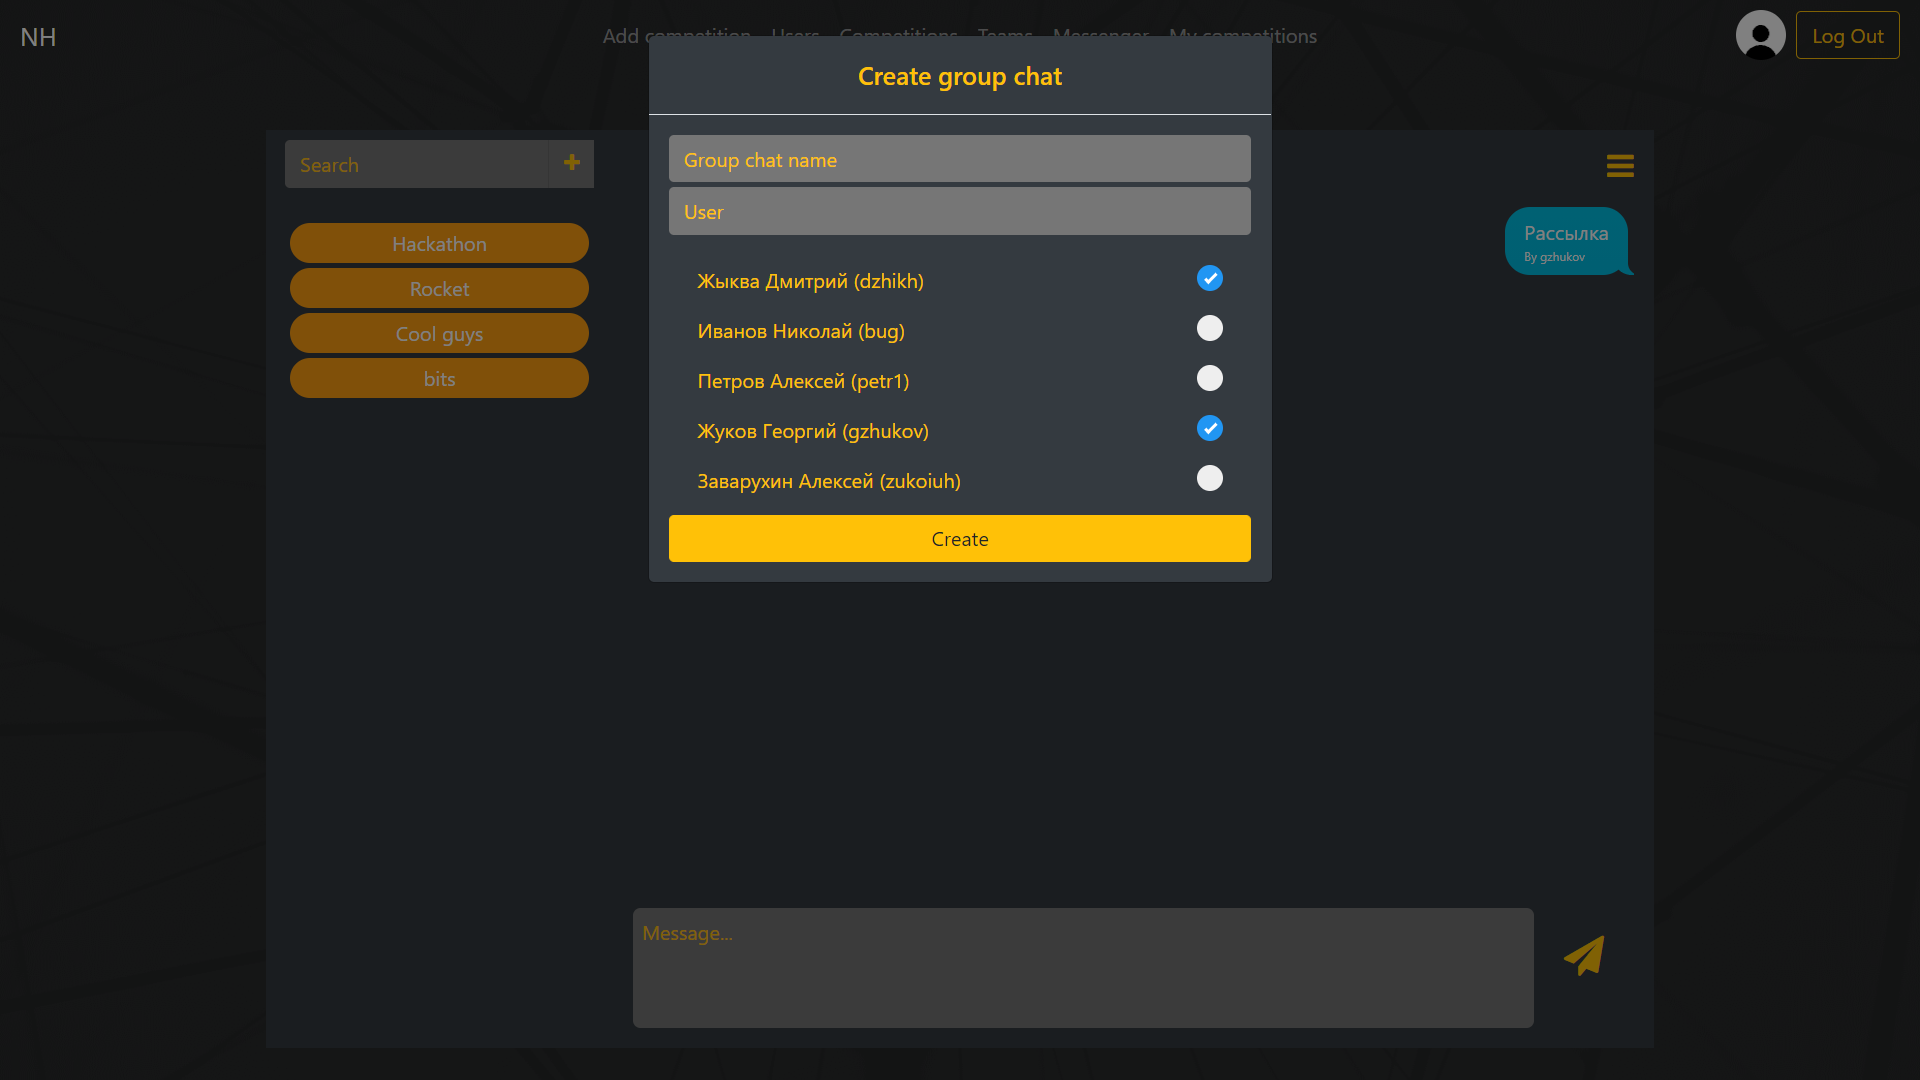 NH
Add competition Users Competitions Teams Messenger My competitions
Log Out
Create group chat
Group chat name
User
Жыква Дмитрий (dzhikh)
Иванов Николай (bug)
Петров Алексей (petr1)
Жуков Георгий (gzhukov)
Заварухин Алексей (zukoiuh)
Create
Search
Hackathon
Rocket
Cool guys
bits
Рассылка
By gzhukov
Message...